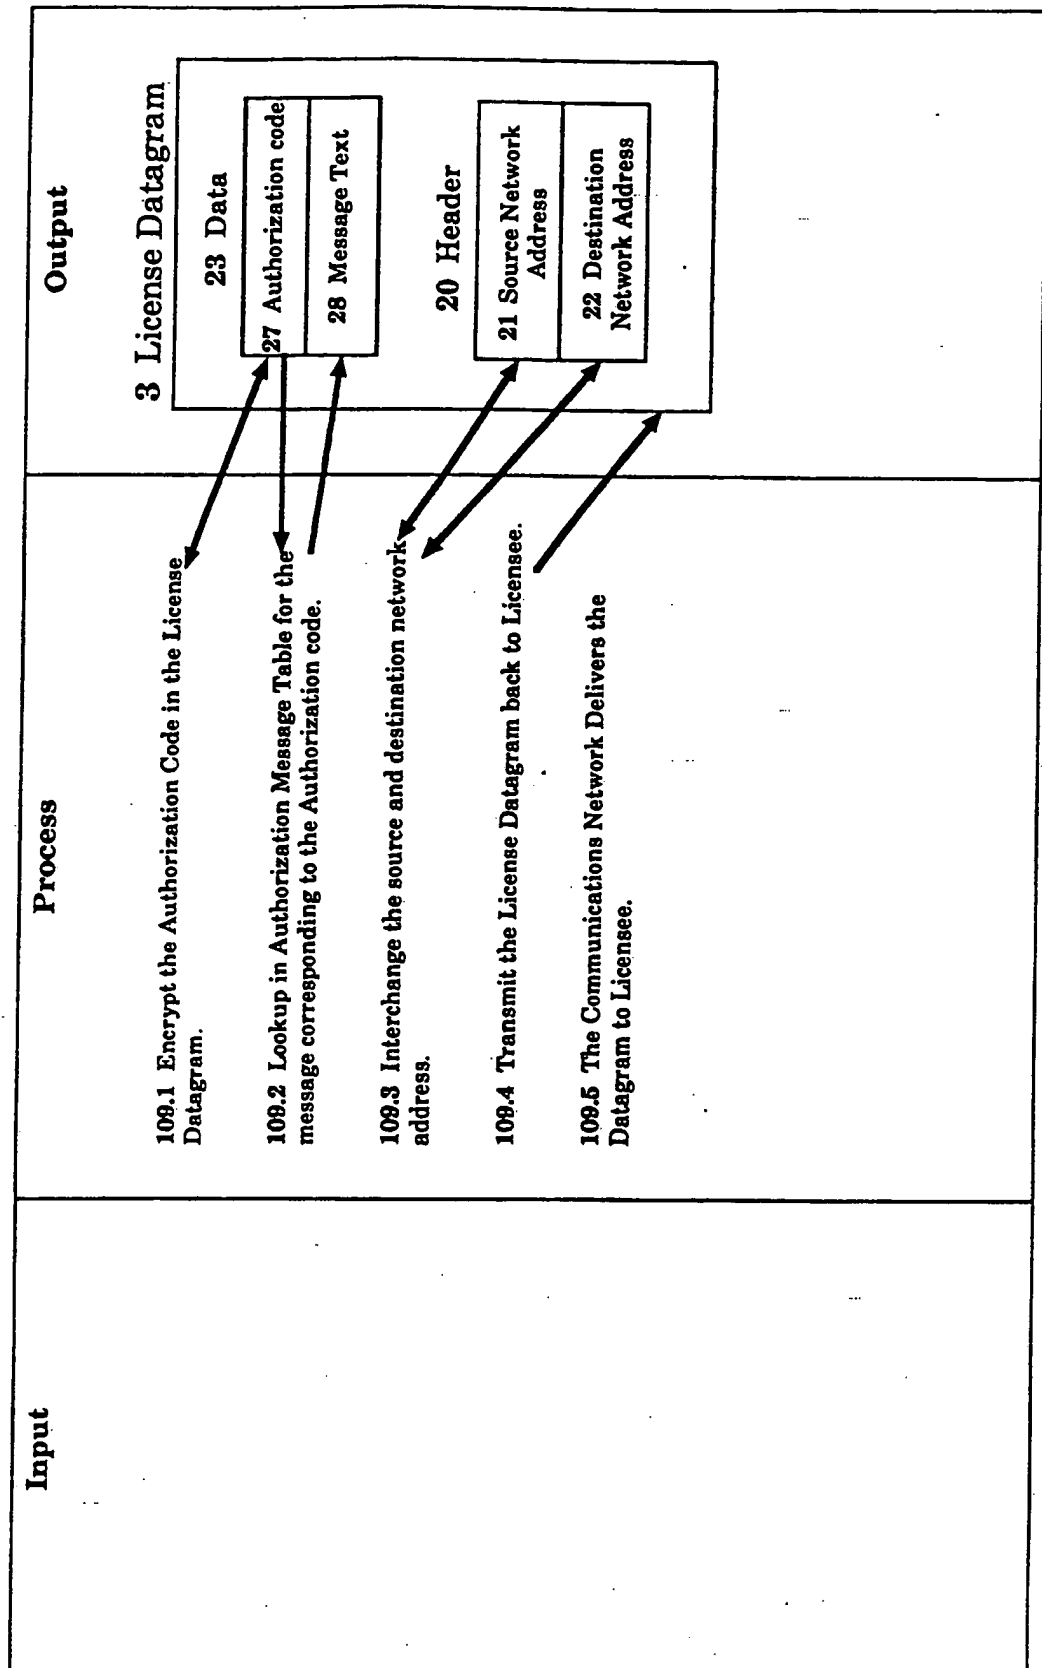 Input
Process
Output
109.1 Encrypt the Authorization Code in the License
Datagram.
109.2 Lookup in Authorization Message Table for the
message corresponding to the Authorization code.
109.3 Interchange the source and destination network
address.
109.4 Transmit the License Datagram back to Licensee.
109.5 The Communications Network Delivers the
Datagram to Licensee.
3 License Datagram
23 Data
27 Authorization code
28 Message Text
20 Header
21 Source Network
Address
22 Destination
Network Address